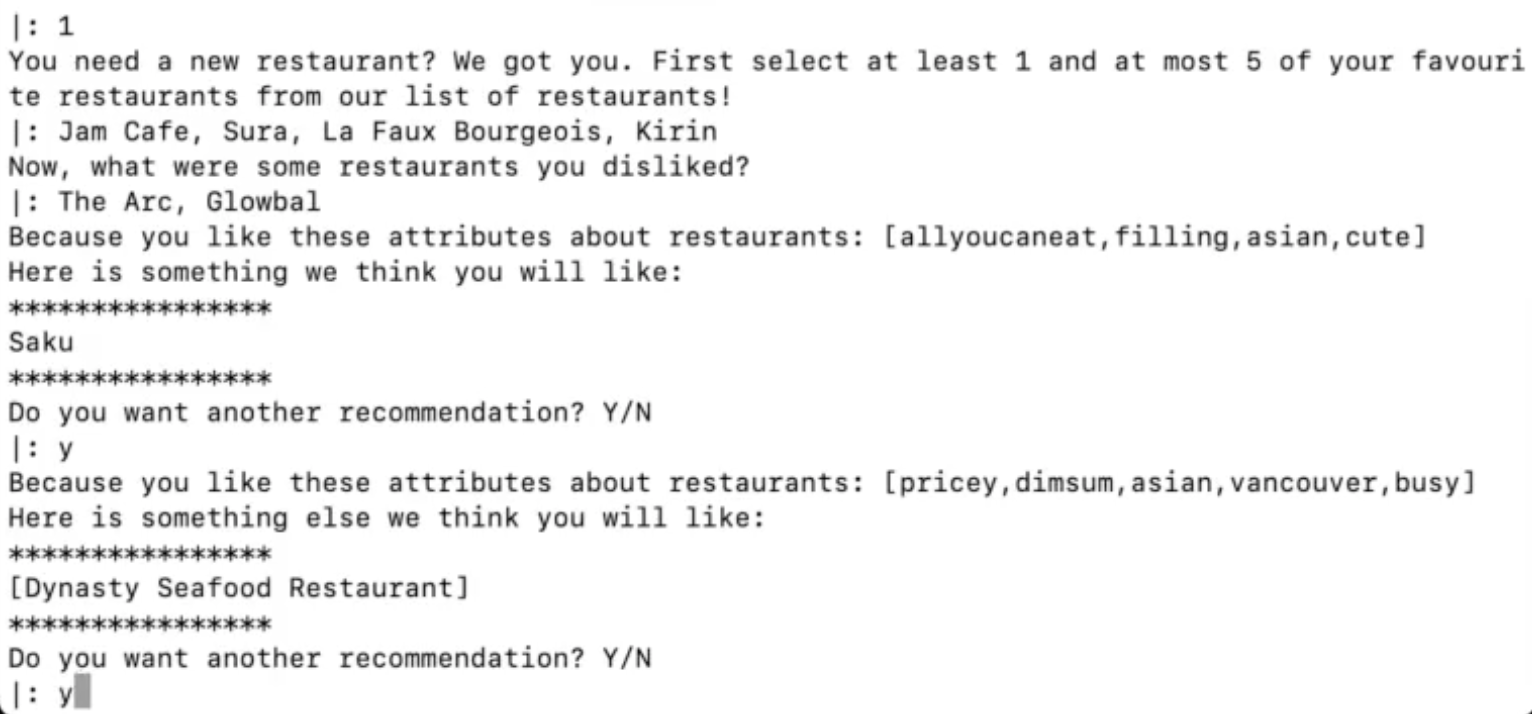 |: 1
You need a new restaurant? We got you. First select at least 1 and at most 5 of your favouri
te restaurants from our list of restaurants!
|: Jam Cafe, Sura, La Faux Bourgeois, Kirin
Now, what were some restaurants you disliked?
|: The Arc, Glowbal
Because you like these attributes about restaurants: [allyoucaneat,filling,asian,cute]
Here is something we think you will like:
****************
Saku
****************
Do you want another recommendation? Y/N
|: y
Because you like these attributes about restaurants: [pricey,dimsum,asian,vancouver,busy]
Here is something else we think you will like:
****************
[Dynasty Seafood Restaurant]
****************
Do you want another recommendation? Y/N
|: y